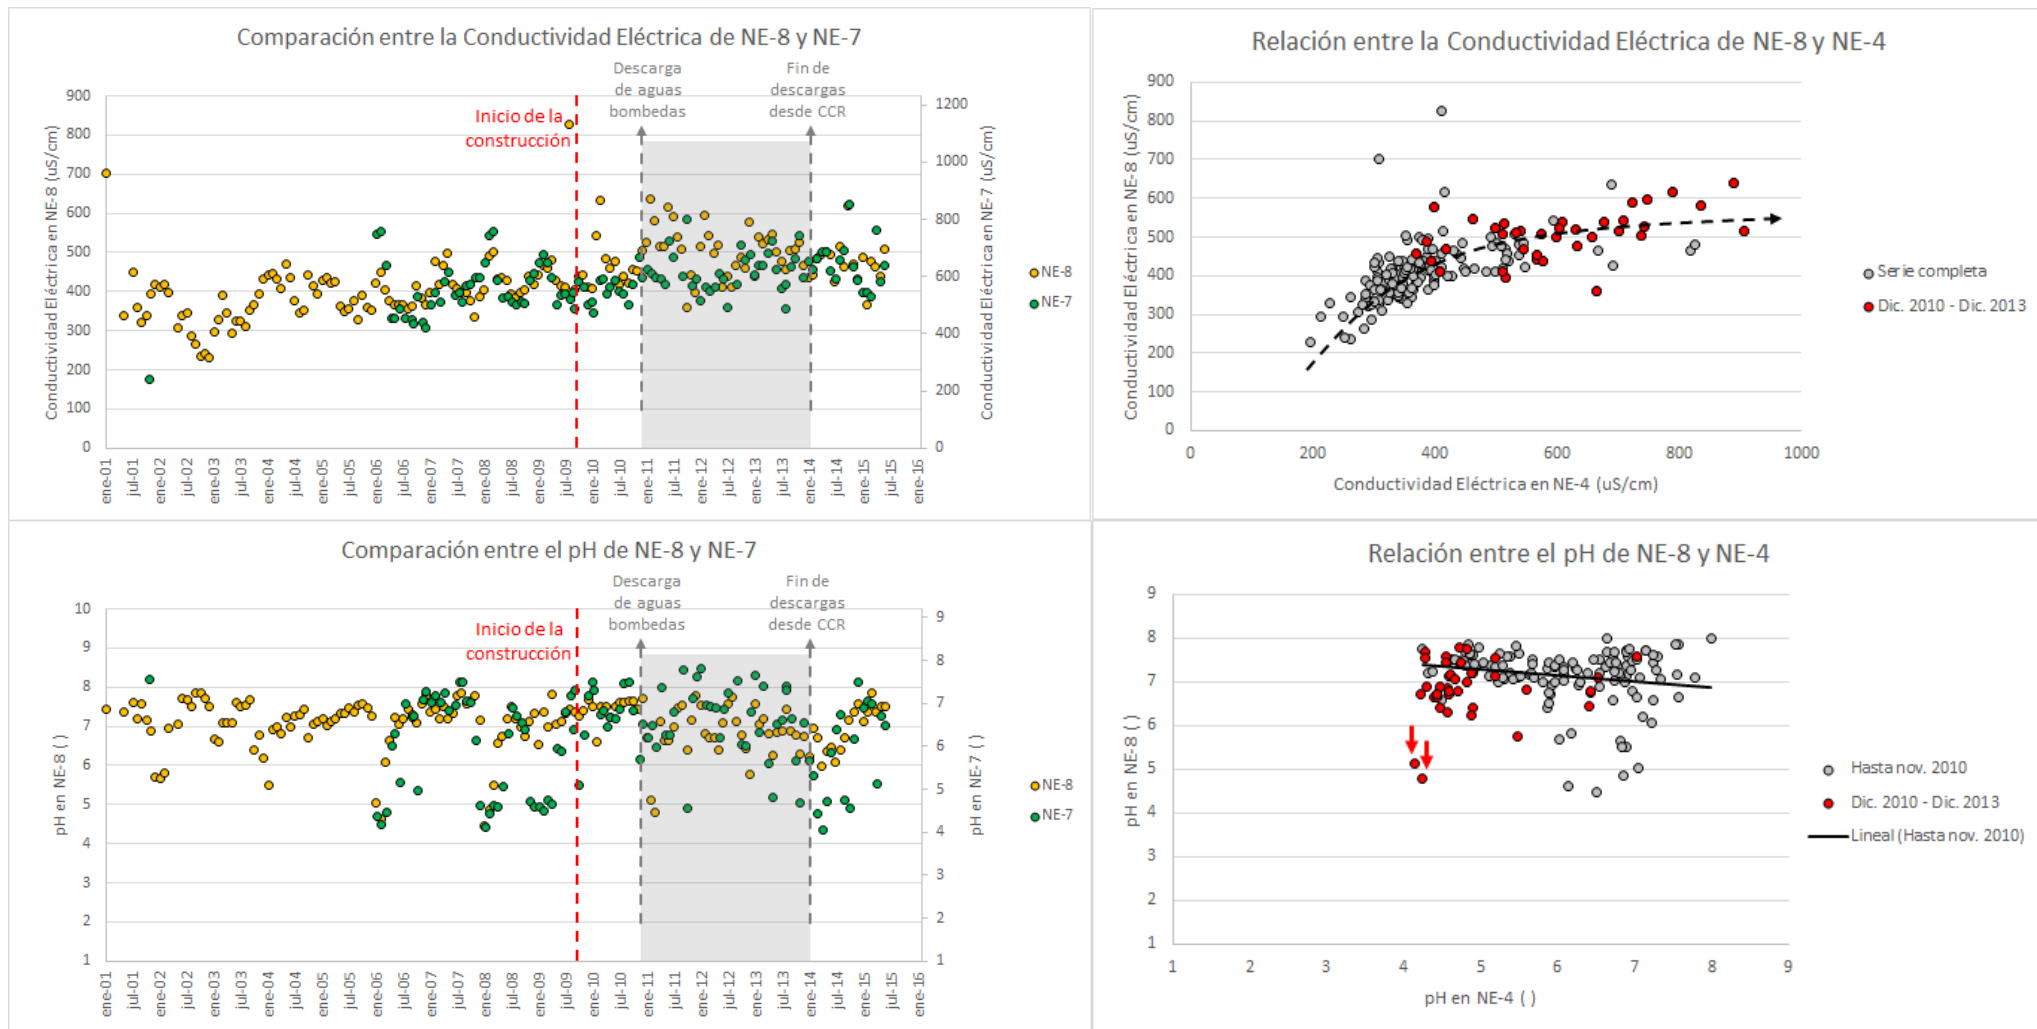 Comparación entre la Conductividad Eléctrica de NE-8 y NE-7
Descarga
de aguas
bombedas
Fin de
descargas
desde CCR
Inicio de la
construcción
Conductividad Eléctrica en NE-8 (uS/cm)
900
800
700
600
500
400
300
200
100
0
Conductividad Eléctrica en NE-7 (uS/cm)
1200
1000
800
600
400
200
0
ene-01
jul-01
ene-02
jul-02
ene-03
jul-03
ene-04
jul-04
ene-05
jul-05
ene-06
jul-06
ene-07
jul-07
ene-08
jul-08
ene-09
jul-09
ene-10
jul-10
ene-11
jul-11
ene-12
jul-12
ene-13
jul-13
ene-14
jul-14
ene-15
jul-15
ene-16
NE-8
NE-7
Relación entre la Conductividad Eléctrica de NE-8 y NE-4
Conductividad Eléctrica en NE-8 (uS/cm)
900
800
700
600
500
400
300
200
100
0
0 200 400 600 800 1000
Conductividad Eléctrica en NE-4 (uS/cm)
Serie completa
Dic. 2010 - Dic. 2013
Comparación entre el pH de NE-8 y NE-7
Descarga
de aguas
bombedas
Fin de
descargas
desde CCR
Inicio de la
construcción
pH en NE-8 ( )
10
9
8
7
6
5
4
3
2
1
pH en NE-7 ( )
9
8
7
6
5
4
3
2
1
ene-01
jul-01
ene-02
jul-02
ene-03
jul-03
ene-04
jul-04
ene-05
jul-05
ene-06
jul-06
ene-07
jul-07
ene-08
jul-08
ene-09
jul-09
ene-10
jul-10
ene-11
jul-11
ene-12
jul-12
ene-13
jul-13
ene-14
jul-14
ene-15
jul-15
ene-16
NE-8
NE-7
Relación entre el pH de NE-8 y NE-4
pH en NE-8 ( )
9
8
7
6
5
4
3
2
1
1 2 3 4 5 6 7 8 9
pH en NE-4 ( )
Hasta nov. 2010
Dic. 2010 - Dic. 2013
Lineal (Hasta nov. 2010)